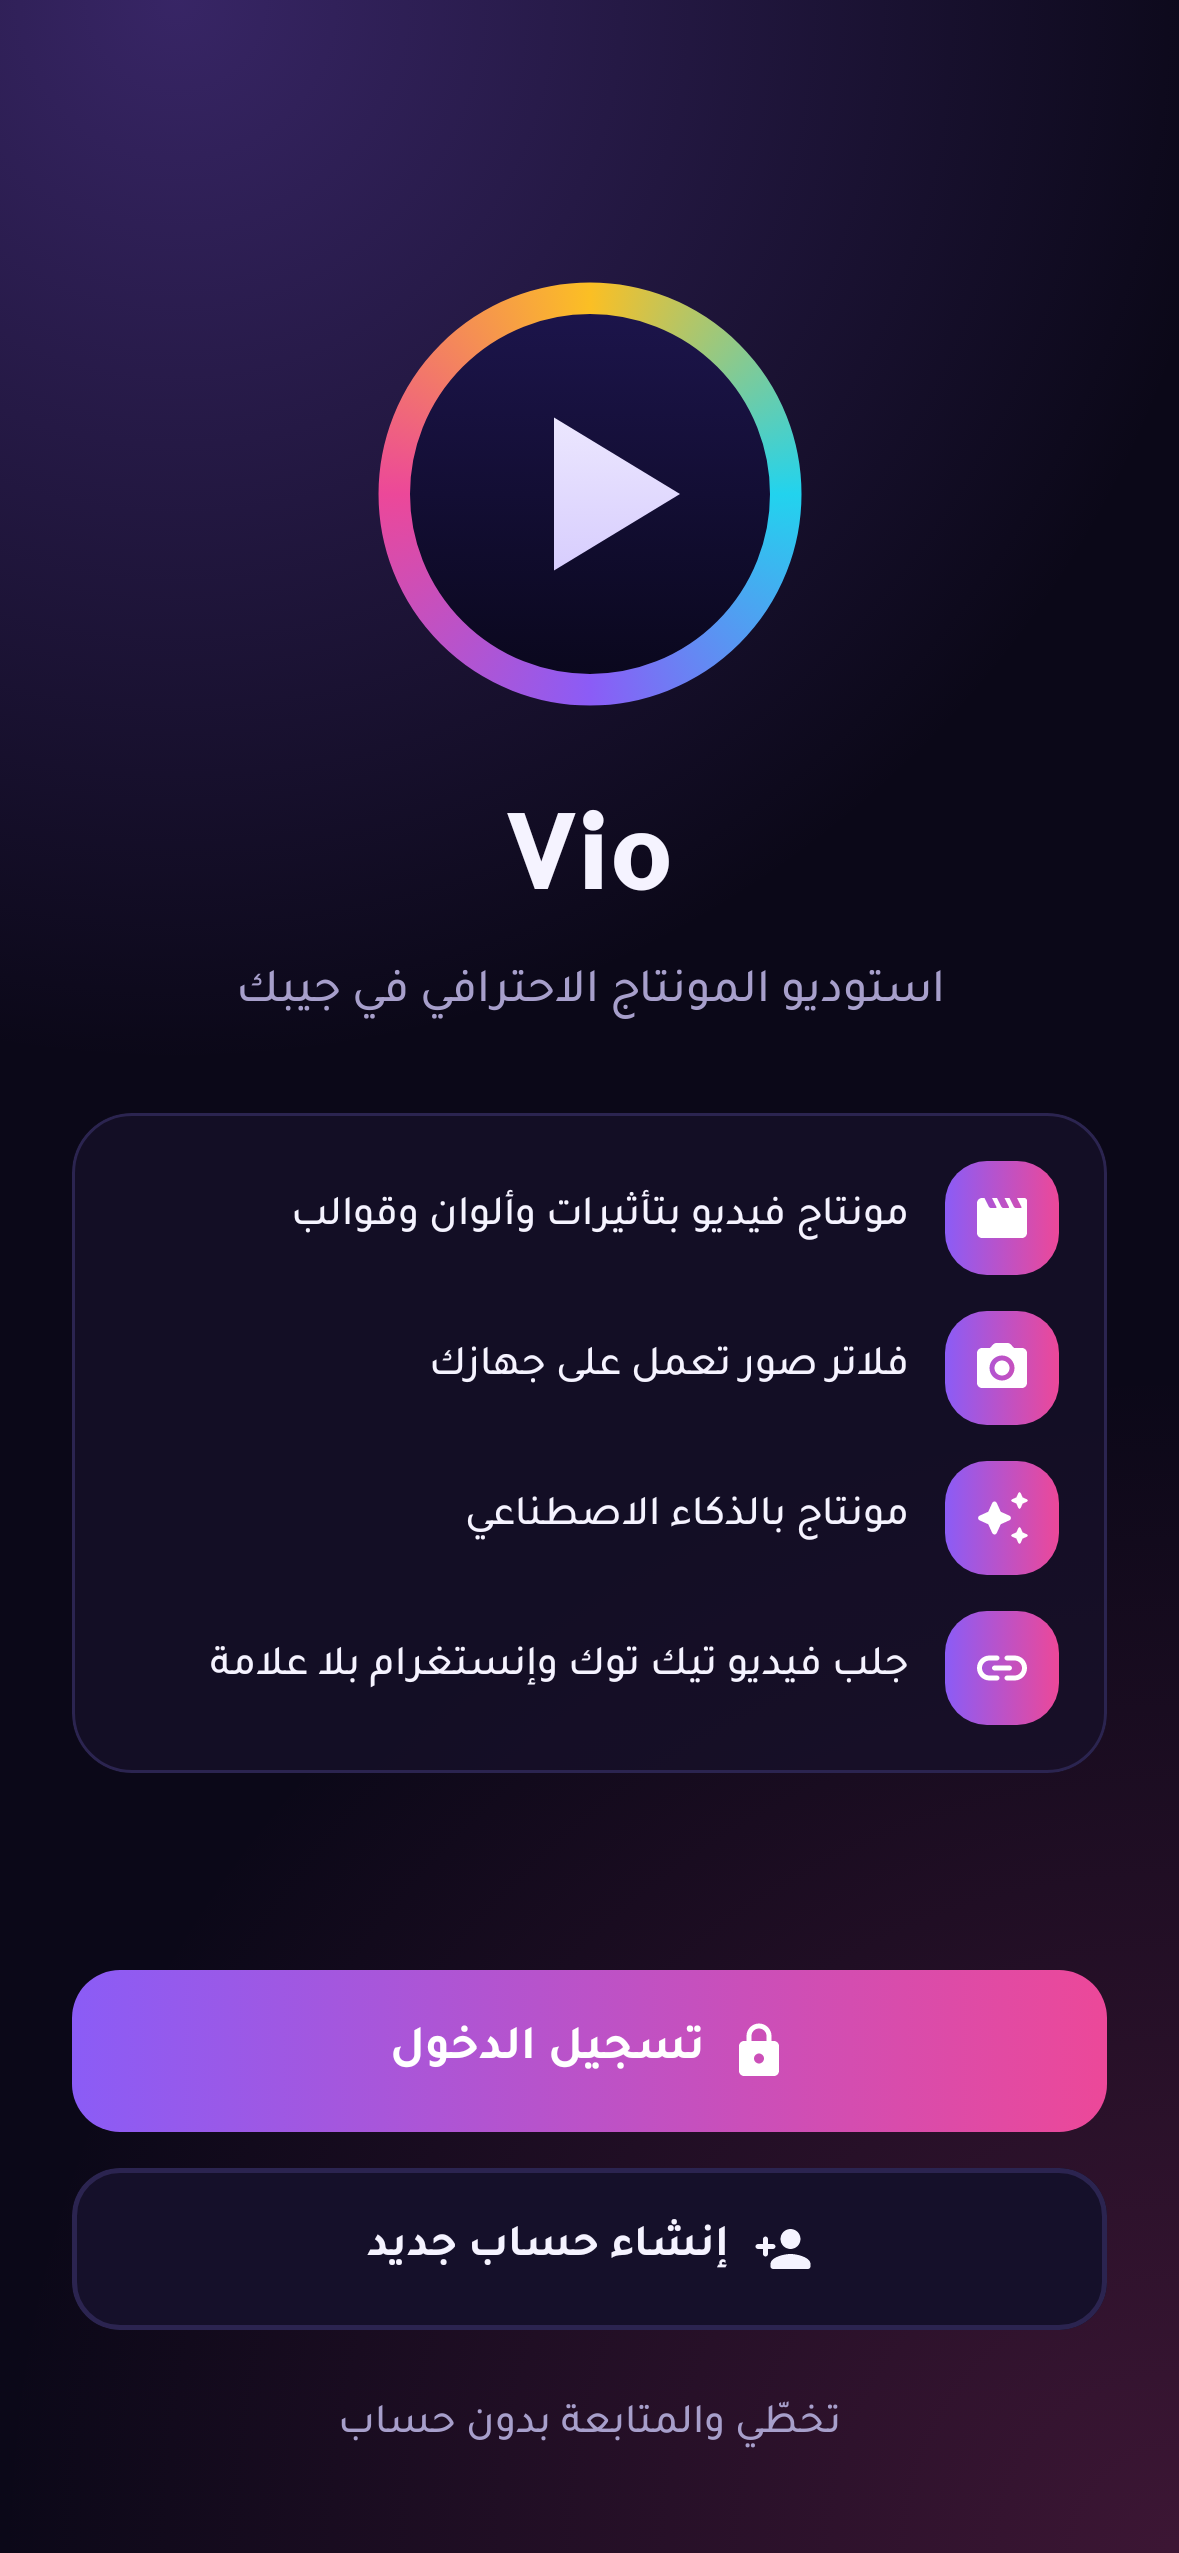 Vio
استوديو المونتاج الاحترافي في جيبك
مونتاج فيديو بتأثيرات وألوان وقوالب
فلاتر صور تعمل على جهازك
مونتاج بالذكاء الاصطناعي
جلب فيديو تيك توك وإنستغرام بلا علامة
تسجيل الدخول
إنشاء حساب جديد
تخطّي والمتابعة بدون حساب